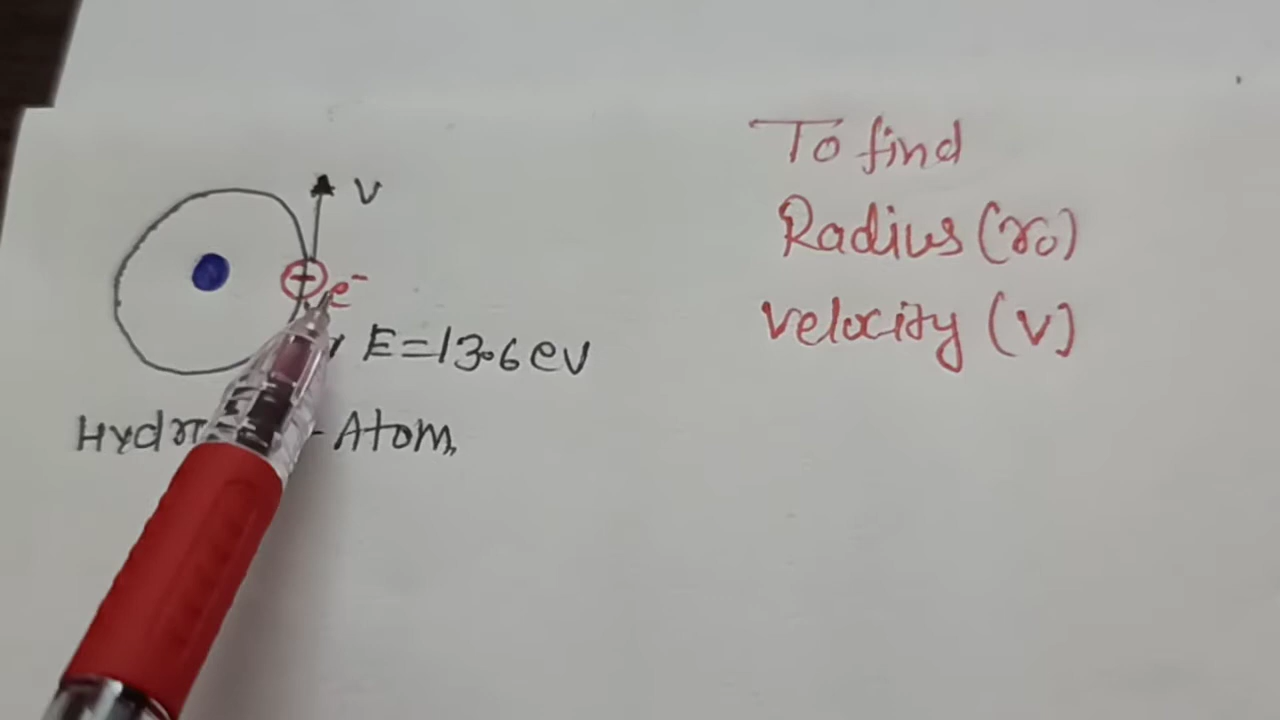 V
e⁻
E=13.6eV
Atom
To find
Radius (r₀)
velocity (V)